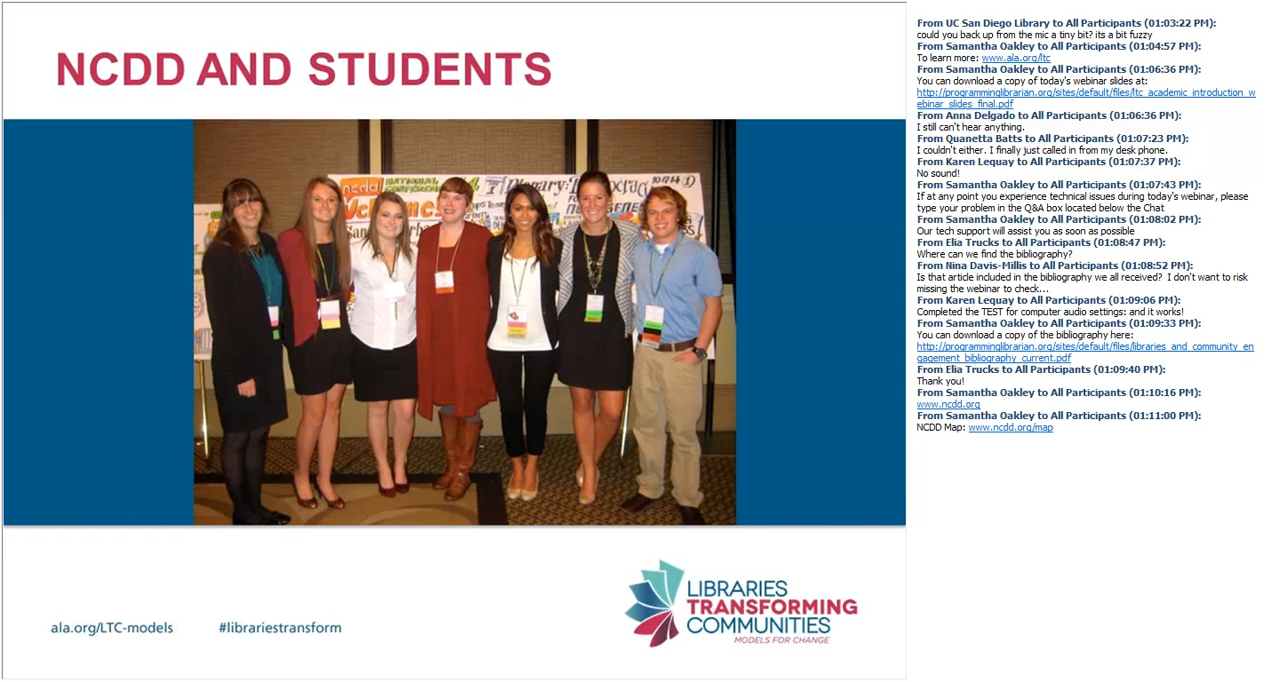 NCDD AND STUDENTS
ncdd
NATIONAL
CONFERENCE
Welcome
Plenary:
10.17.14
ala.org/LTC-models
#librariestransform
LIBRARIES
TRANSFORMING
COMMUNITIES
MODELS FOR CHANGE
From UC San Diego Library to All Participants (01:03:22 PM):
could you back up from the mic a tiny bit? its a bit fuzzy
From Samantha Oakley to All Participants (01:04:57 PM):
To learn more: www.ala.org/ltc
From Samantha Oakley to All Participants (01:06:36 PM):
You can download a copy of today's webinar slides at:
http://programminglibrarian.org/sites/default/files/ltc_academic_introduction_w
ebinar_slides_final.pdf
From Anna Delgado to All Participants (01:06:36 PM):
I still can't hear anything.
From Quanetta Batts to All Participants (01:07:23 PM):
I couldn't either. I finally just called in from my desk phone.
From Karen Lequay to All Participants (01:07:37 PM):
No sound!
From Samantha Oakley to All Participants (01:07:43 PM):
If at any point you experience technical issues during today's webinar, please
type your problem in the Q&A box located below the Chat
From Samantha Oakley to All Participants (01:08:02 PM):
Our tech support will assist you as soon as possible
From Elia Trucks to All Participants (01:08:47 PM):
Where can we find the bibliography?
From Nina Davis-Millis to All Participants (01:08:52 PM):
Is that article included in the bibliography we all received?  I don't want to risk
missing the webinar to check...
From Karen Lequay to All Participants (01:09:06 PM):
Completed the TEST for computer audio settings: and it works!
From Samantha Oakley to All Participants (01:09:33 PM):
You can download a copy of the bibliography here:
http://programminglibrarian.org/sites/default/files/libraries_and_community_en
gagement_bibliography_current.pdf
From Elia Trucks to All Participants (01:09:40 PM):
Thank you!
From Samantha Oakley to All Participants (01:10:16 PM):
www.ncdd.org
From Samantha Oakley to All Participants (01:11:00 PM):
NCDD Map: www.ncdd.org/map